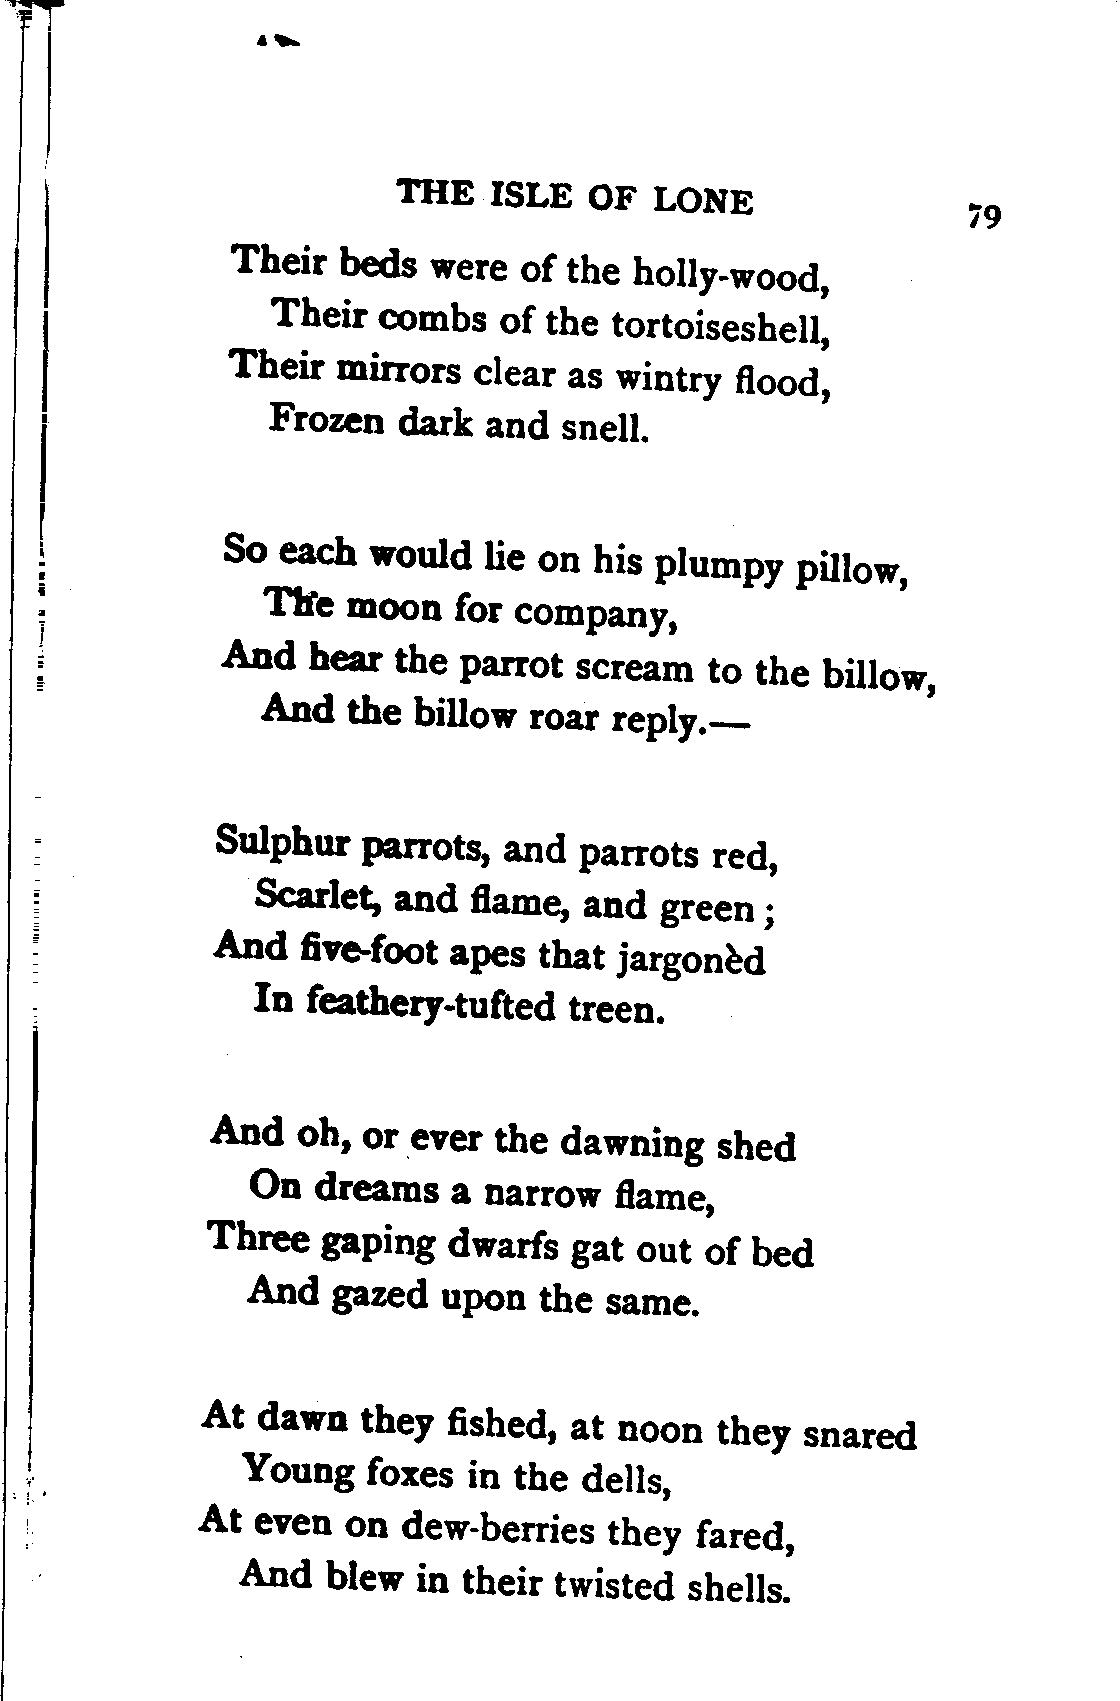 THE ISLE OF LONE 79
Their beds were of the holly-wood,
Their combs of the tortoiseshell,
Their mirrors clear as wintry flood,
Frozen dark and snell.
So each would lie on his plumpy pillow,
The moon for company,
And hear the parrot scream to the billow,
And the billow roar reply.—
Sulphur parrots, and parrots red,
Scarlet, and flame, and green ;
And five-foot apes that jargonèd
In feathery-tufted treen.
And oh, or ever the dawning shed
On dreams a narrow flame,
Three gaping dwarfs gat out of bed
And gazed upon the same.
At dawn they fished, at noon they snared
Young foxes in the dells,
At even on dew-berries they fared,
And blew in their twisted shells.